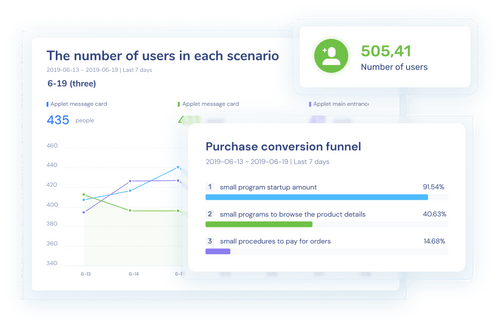 The number of users in each scenario
2019-06-13 ~ 2019-06-19 | Last 7 days
6-19 (three)
Applet message card
Applet message card
Applet main entranc
435 people
460
440
420
400
380
360
340
6-13
6-14
505,41
Number of users
Purchase conversion funnel
2019-06-13 ~ 2019-06-19 | Last 7 days
1 small program startup amount 91.54%
2 small programs to browse the product details 40.63%
3 small procedures to pay for orders 14.68%